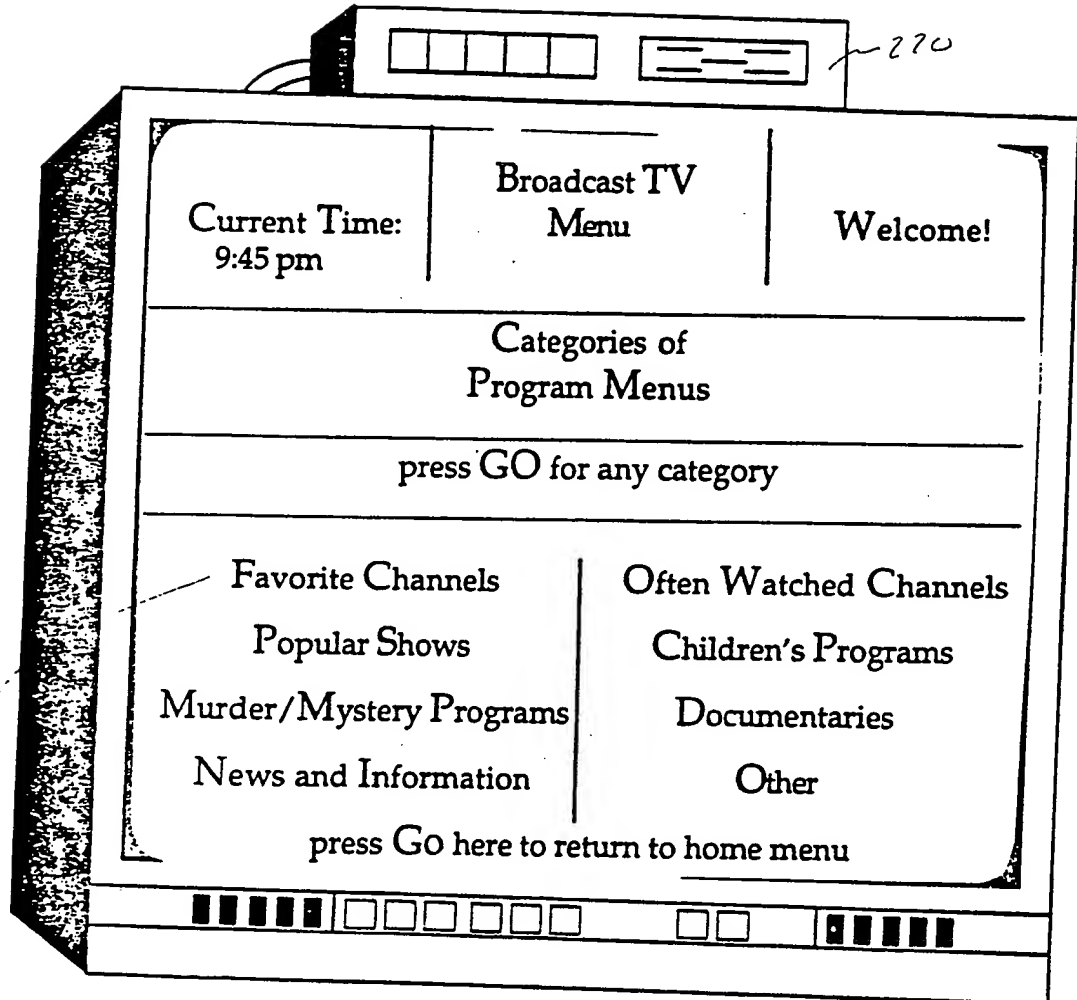 220
Broadcast TV
Menu
Current Time:
9:45 pm
Welcome!
Categories of
Program Menus
press GO for any category
Favorite Channels
Often Watched Channels
Popular Shows
Children's Programs
Murder/Mystery Programs
Documentaries
News and Information
Other
press Go here to return to home menu